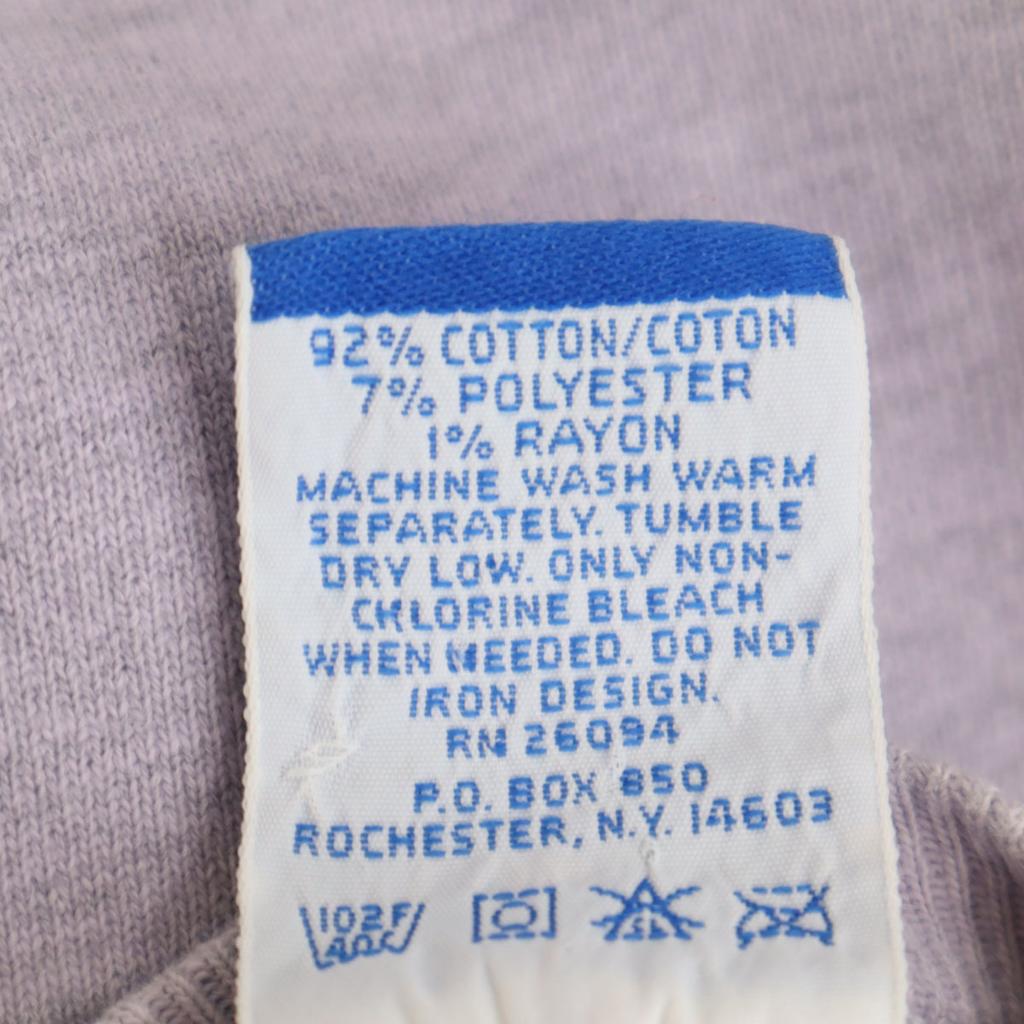 92% COTTON/COTON
7% POLYESTER
1% RAYON
MACHINE WASH WARM
SEPARATELY. TUMBLE
DRY LOW. ONLY NON-
CHLORINE BLEACH
WHEN NEEDED. DO NOT
IRON DESIGN.
RN 26094
P.O. BOX 850
ROCHESTER, N.Y. 14603
102F
40C